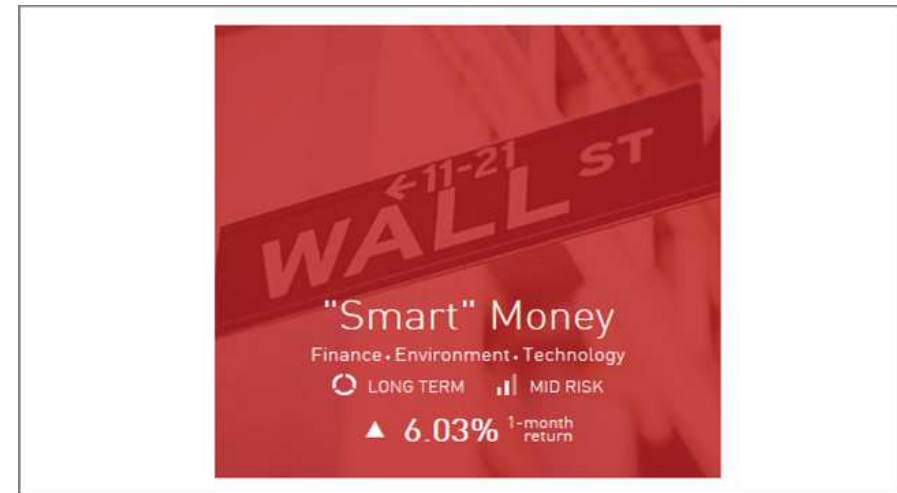 ←11-21
WALL ST
"Smart" Money
Finance • Environment • Technology
LONG TERM MID RISK
▲ 6.03% 1-month
return